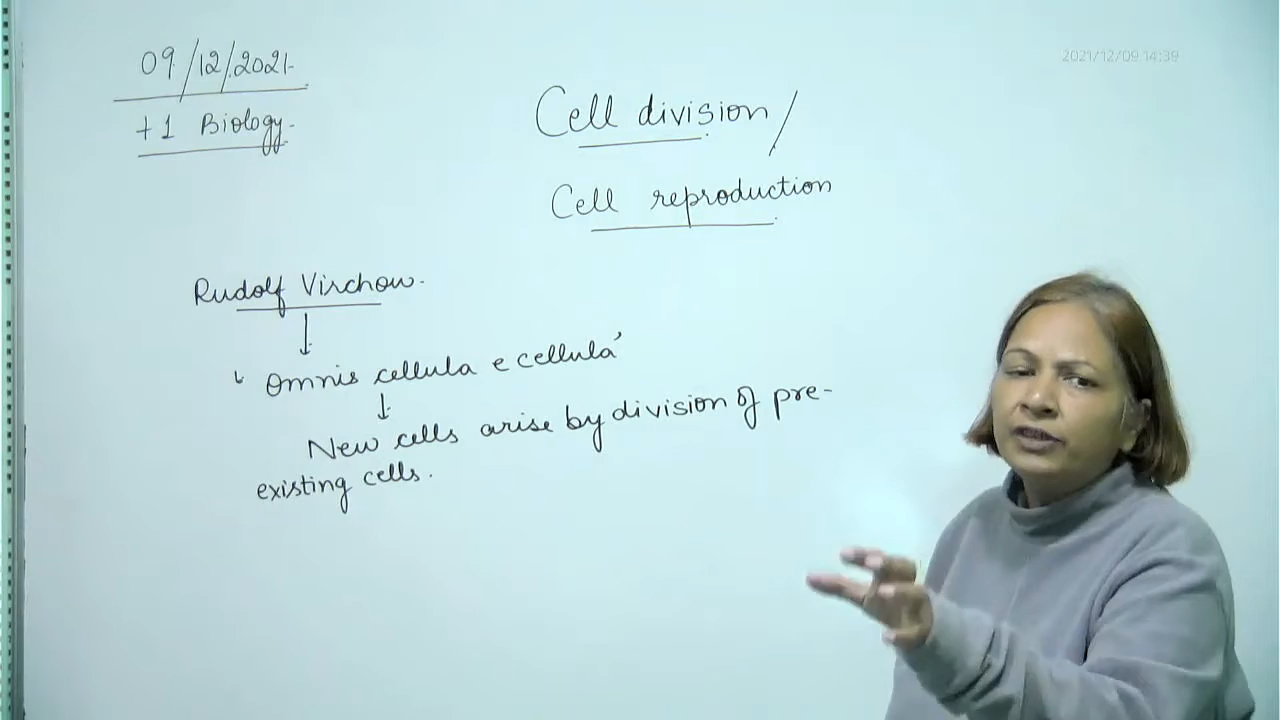 09/12/2021
2021/12/09 14:39
+1 Biology
Cell division/
Cell reproduction
Rudolf Virchow
'Omnis cellula e cellula'
New cells arise by division of pre-
existing cells.